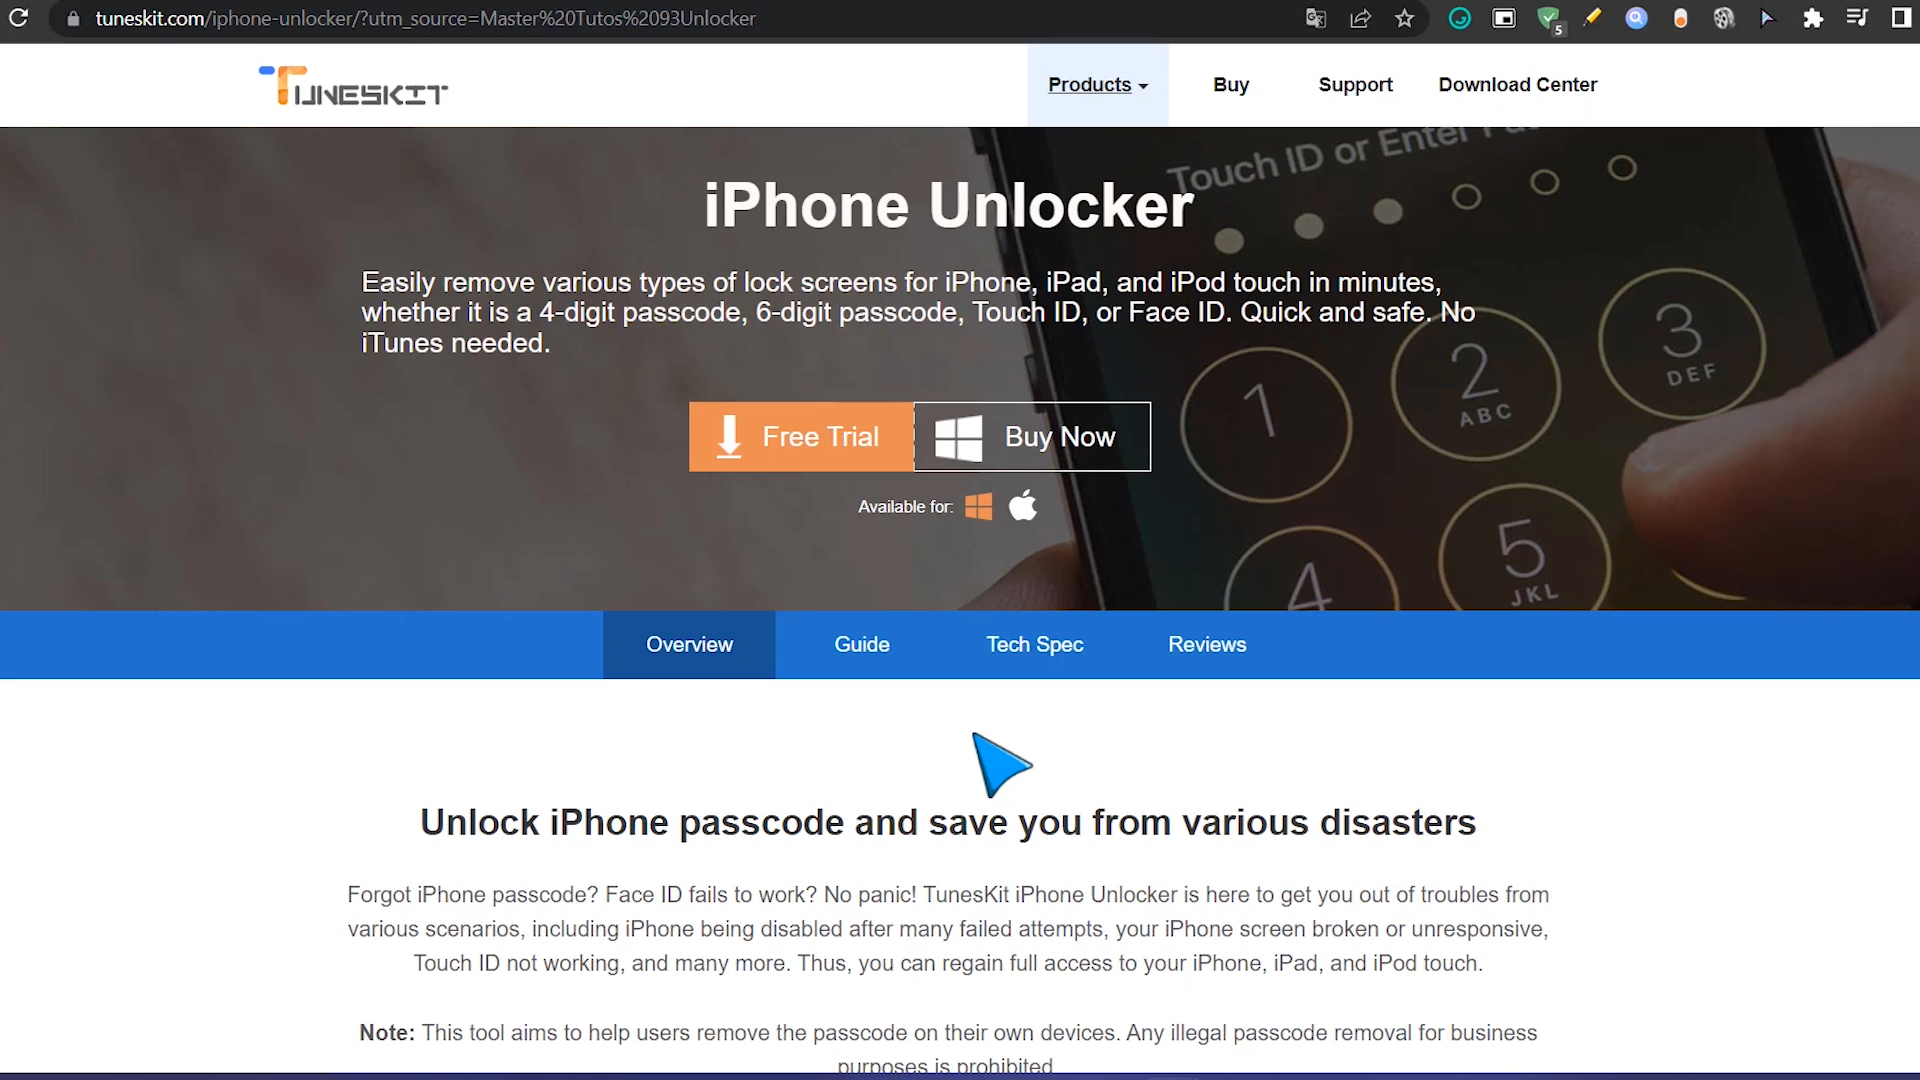 tuneskit.com/iphone-unlocker/?utm_source=Master%20Tutos%2093Unlocker
5
TUNESKIT
Products
Buy
Support
Download Center
Touch ID or Enter
iPhone Unlocker
Easily remove various types of lock screens for iPhone, iPad, and iPod touch in minutes,
whether it is a 4-digit passcode, 6-digit passcode, Touch ID, or Face ID. Quick and safe. No
iTunes needed.
1
2
ABC
3
DEF
Free Trial
Buy Now
Available for:
4
5
JKL
Overview
Guide
Tech Spec
Reviews
Unlock iPhone passcode and save you from various disasters
Forgot iPhone passcode? Face ID fails to work? No panic! TunesKit iPhone Unlocker is here to get you out of troubles from
various scenarios, including iPhone being disabled after many failed attempts, your iPhone screen broken or unresponsive,
Touch ID not working, and many more. Thus, you can regain full access to your iPhone, iPad, and iPod touch.
Note: This tool aims to help users remove the passcode on their own devices. Any illegal passcode removal for business
purposes is prohibited